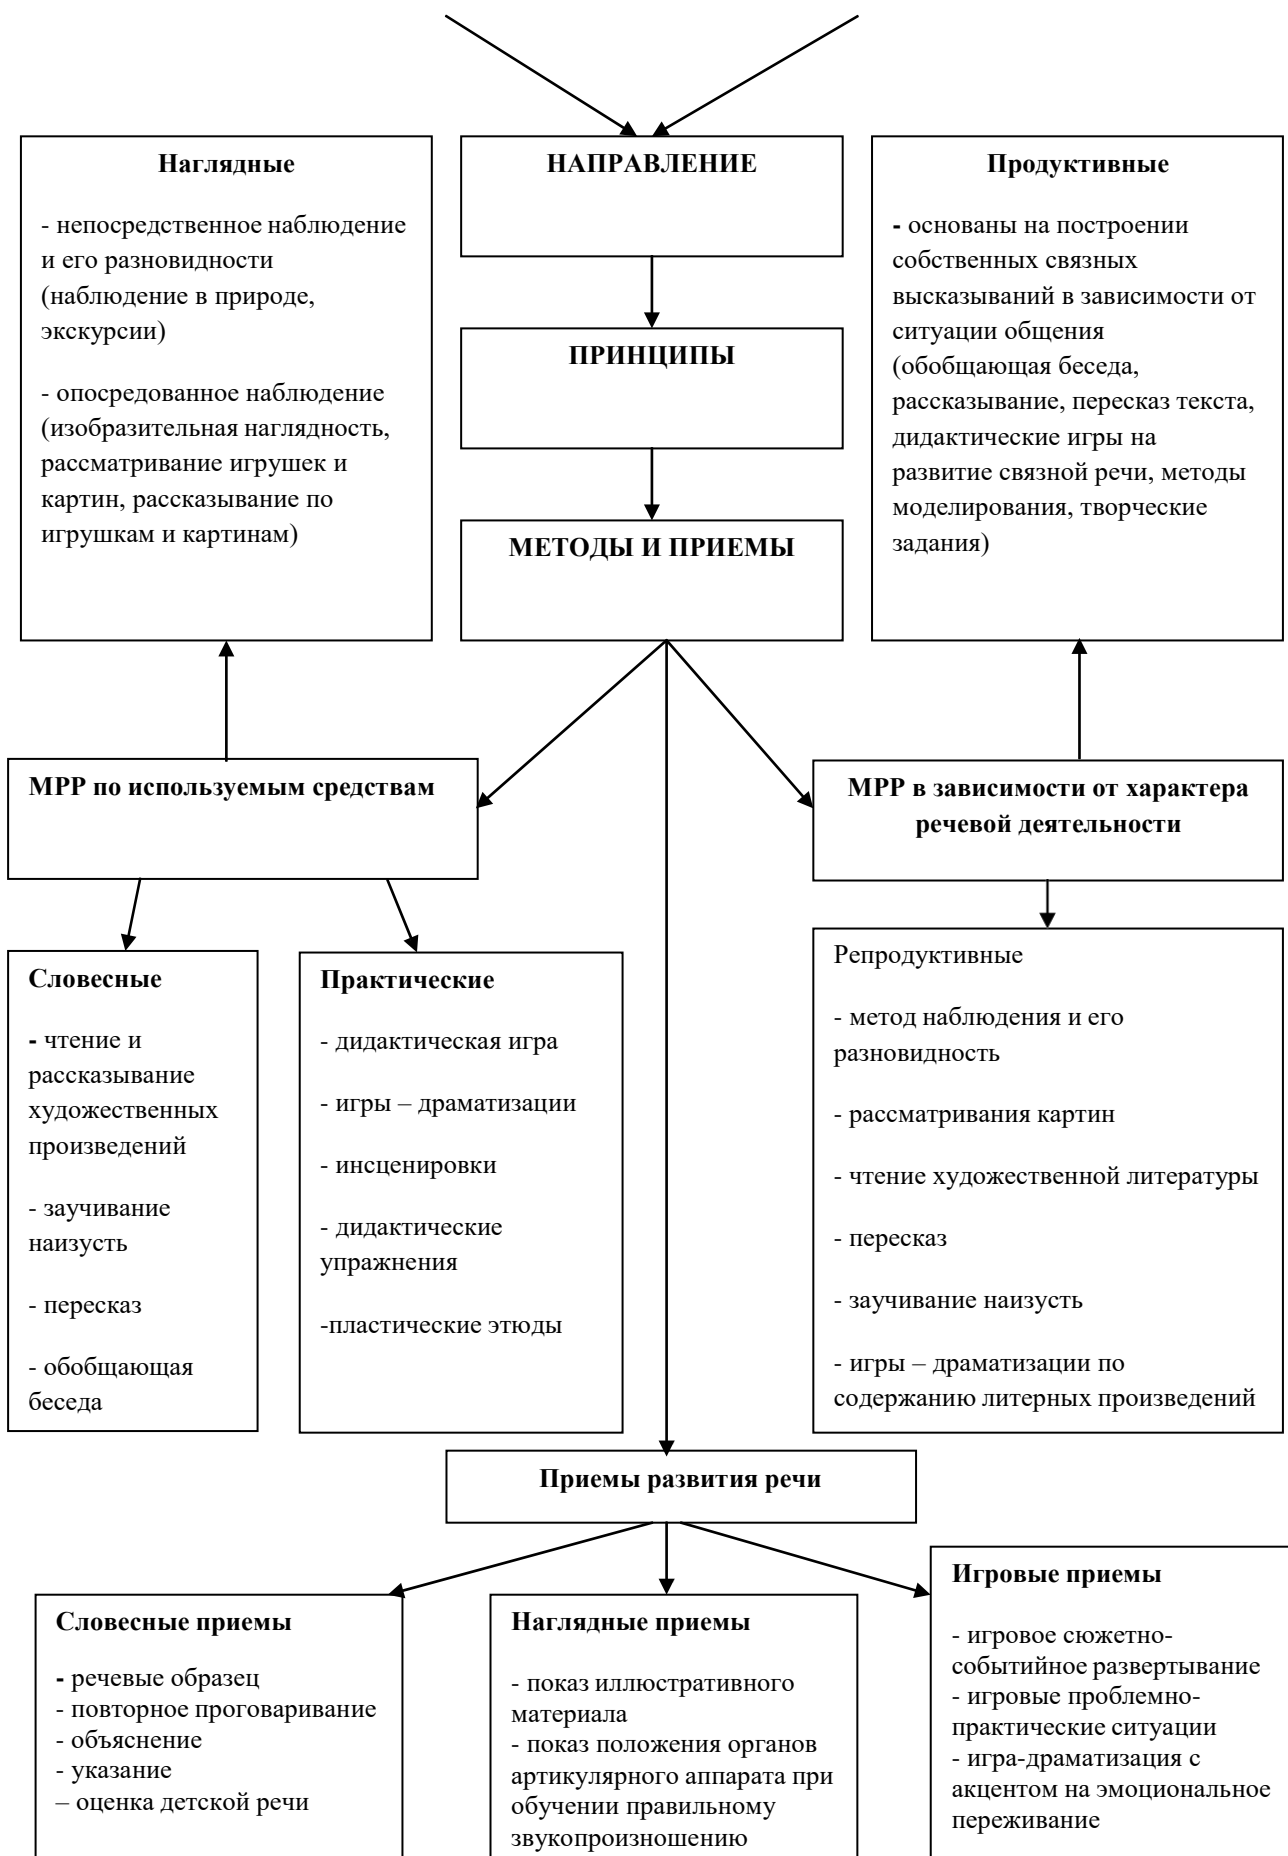 Наглядные
- непосредственное наблюдение
и его разновидности
(наблюдение в природе,
экскурсии)
- опосредованное наблюдение
(изобразительная наглядность,
рассматривание игрушек и
картин, рассказывание по
игрушкам и картинам)
НАПРАВЛЕНИЕ
ПРИНЦИПЫ
МЕТОДЫ И ПРИЕМЫ
Продуктивные
- основаны на построении
собственных связных
высказываний в зависимости от
ситуации общения
(обобщающая беседа,
рассказывание, пересказ текста,
дидактические игры на
развитие связной речи, методы
моделирования, творческие
задания)
МРР по используемым средствам
МРР в зависимости от характера
речевой деятельности
Словесные
- чтение и
рассказывание
художественных
произведений
- заучивание
наизусть
- пересказ
- обобщающая
беседа
Практические
- дидактическая игра
- игры – драматизации
- инсценировки
- дидактические
упражнения
-пластические этюды
Репродуктивные
- метод наблюдения и его
разновидность
- рассматривания картин
- чтение художественной литературы
- пересказ
- заучивание наизусть
- игры – драматизации по
содержанию литерных произведений
Приемы развития речи
Словесные приемы
- речевые образец
- повторное проговаривание
- объяснение
- указание
– оценка детской речи
Наглядные приемы
- показ иллюстративного
материала
- показ положения органов
артикулярного аппарата при
обучении правильному
звукопроизношению
Игровые приемы
- игровое сюжетно-
событийное развертывание
- игровые проблемно-
практические ситуации
- игра-драматизация с
акцентом на эмоциональное
переживание